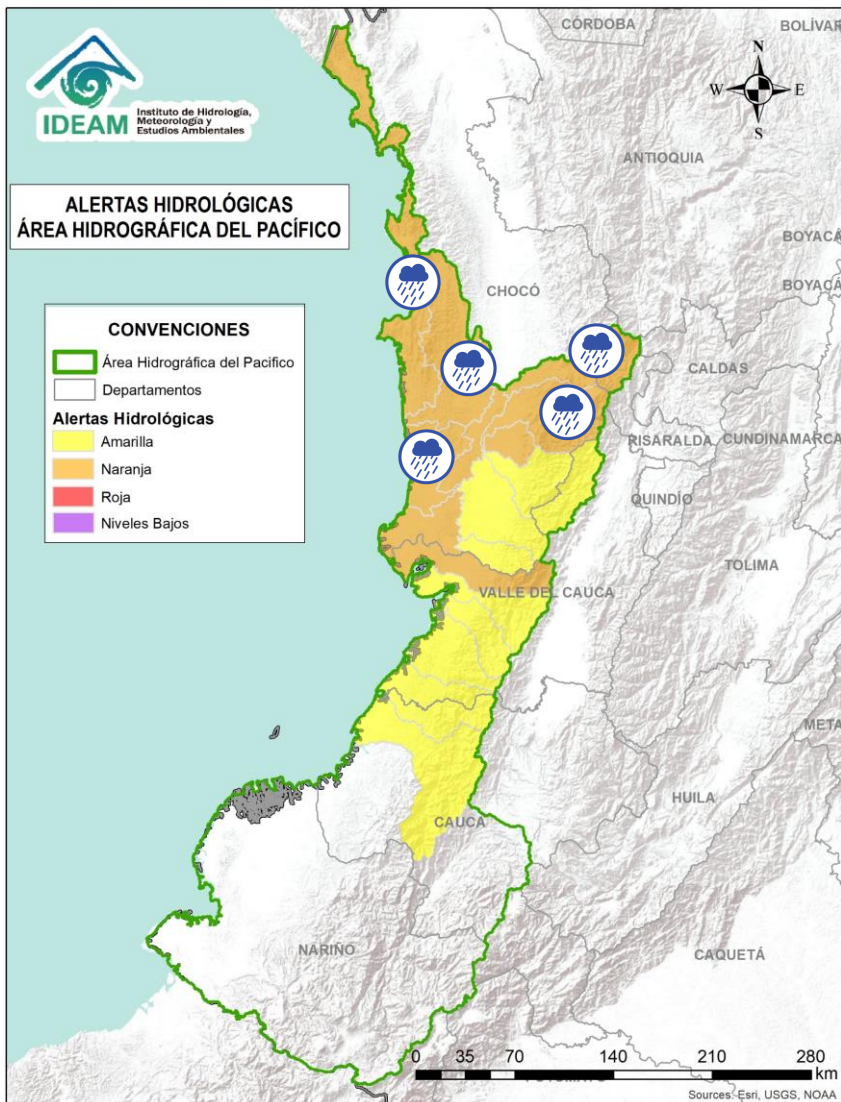 CÓRDOBA
BOLÍVAR
N
W E
S
IDEAM
Instituto de Hidrología,
Meteorología y
Estudios Ambientales
ANTIOQUIA
ALERTAS HIDROLÓGICAS
ÁREA HIDROGRÁFICA DEL PACÍFICO
BOYACÁ
BOYACÁ
CHOCÓ
CONVENCIONES
Área Hidrográfica del Pacifico
Departamentos
Alertas Hidrológicas
Amarilla
Naranja
Roja
Niveles Bajos
CALDAS
RISARALDA
CUNDINAMARCA
QUINDÍO
TOLIMA
VALLE DEL CAUCA
META
HUILA
CAUCA
NARIÑO
CAQUETÁ
0 35 70 140 210 280
km
Sources: Esri, USGS, NOAA